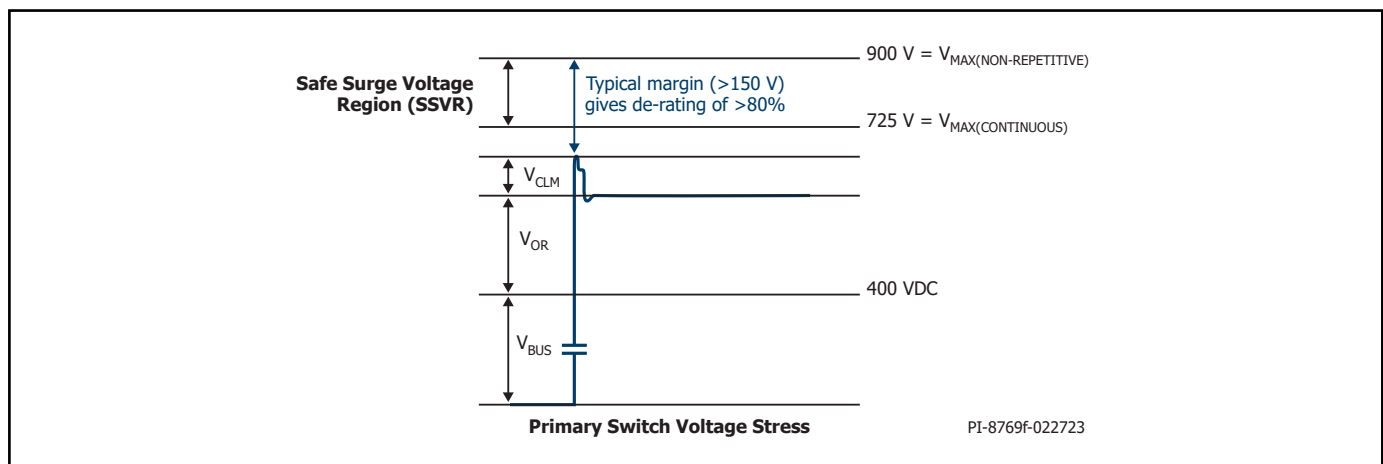 900 V = VMAX(NON-REPETITIVE)
Safe Surge Voltage
Region (SSVR)
Typical margin (>150 V)
gives de-rating of >80%
725 V = VMAX(CONTINUOUS)
VCLM
VOR
400 VDC
VBUS
Primary Switch Voltage Stress
PI-8769f-022723